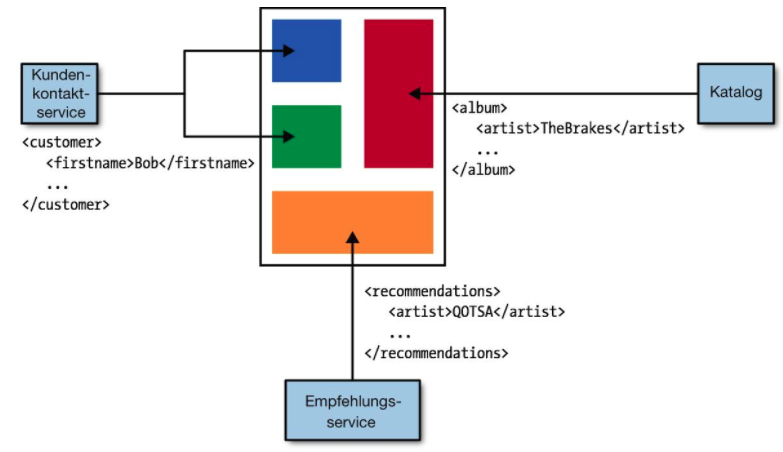 Kunden-
kontakt-
service
<customer>
<firstname>Bob</firstname>
...
</customer>
Katalog
<album>
<artist>TheBrakes</artist>
...
</album>
<recommendations>
<artist>QOTSA</artist>
...
</recommendations>
Empfehlungs-
service